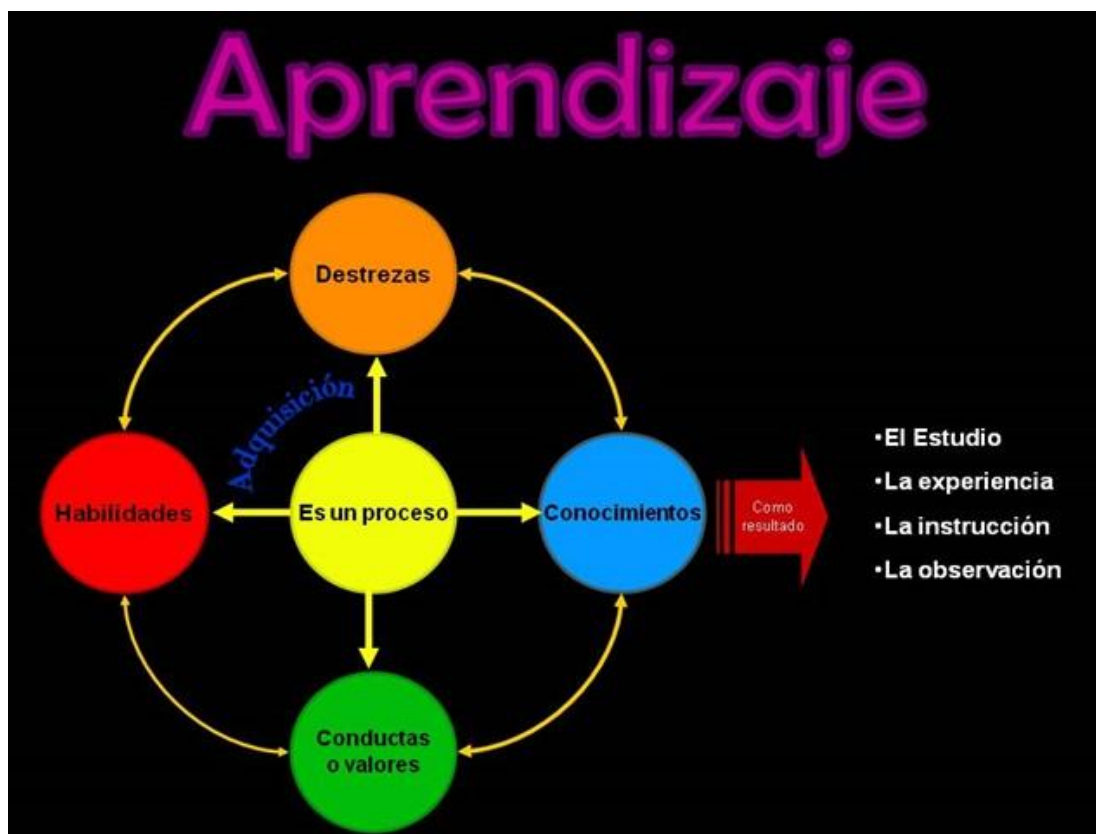 Aprendizaje
Destrezas
Adquisición
Habilidades
Es un proceso
Conocimientos
Como
resultado
•El Estudio
•La experiencia
•La instrucción
•La observación
Conductas
o valores